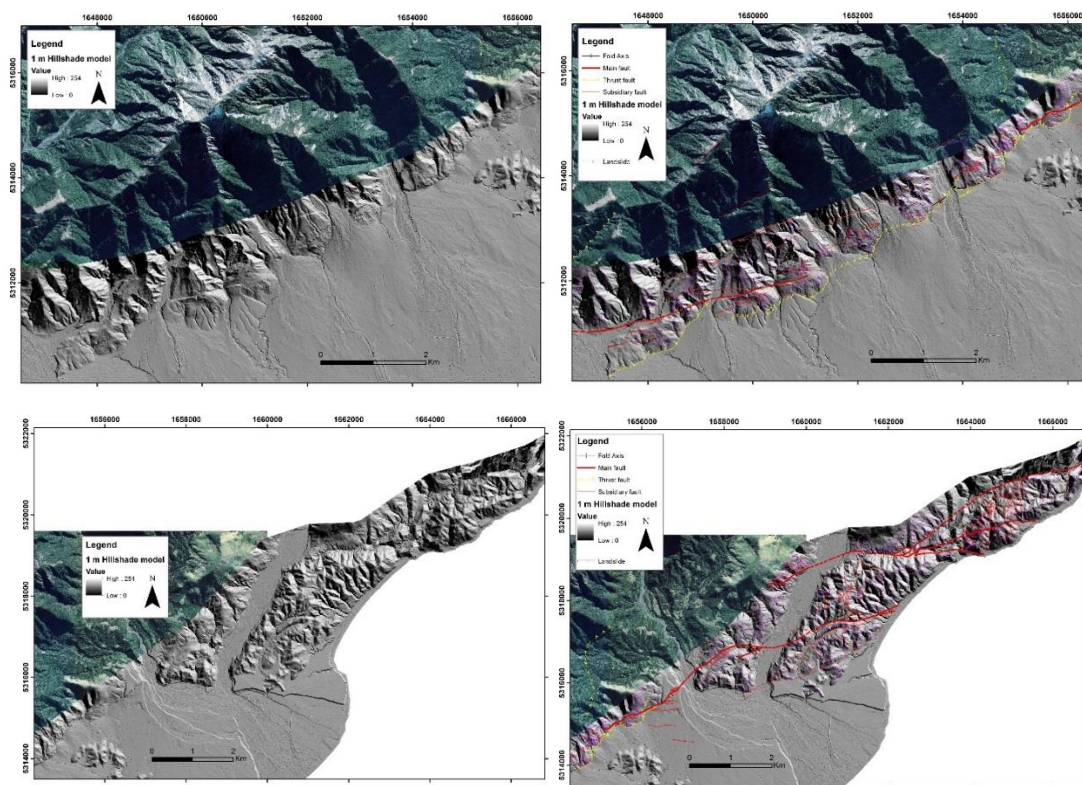 1648000 1650000 1652000 1654000 1656000
5316000
5314000
5312000
Legend
1 m Hillshade model
Value
High : 254
Low : 0
N
0 1 2
Km
1648000 1650000 1652000 1654000 1656000
5316000
5314000
5312000
Legend
Fold Axis
Main fault
Thrust fault
Subsidiary fault
1 m Hillshade model
Value
High : 254
Low : 0
N
Landslide
0 1 2
Km
1656000 1658000 1660000 1662000 1664000 1666000
5322000
5320000
5318000
5316000
5314000
Legend
1 m Hillshade model
Value
High : 254
Low : 0
N
0 1 2
Km
1656000 1658000 1660000 1662000 1664000 1666000
5322000
5320000
5318000
5316000
5314000
Legend
Fold Axis
Main fault
Thrust fault
Subsidiary fault
1 m Hillshade model
Value
High : 254
Low : 0
N
Landslide
0 1 2
Km